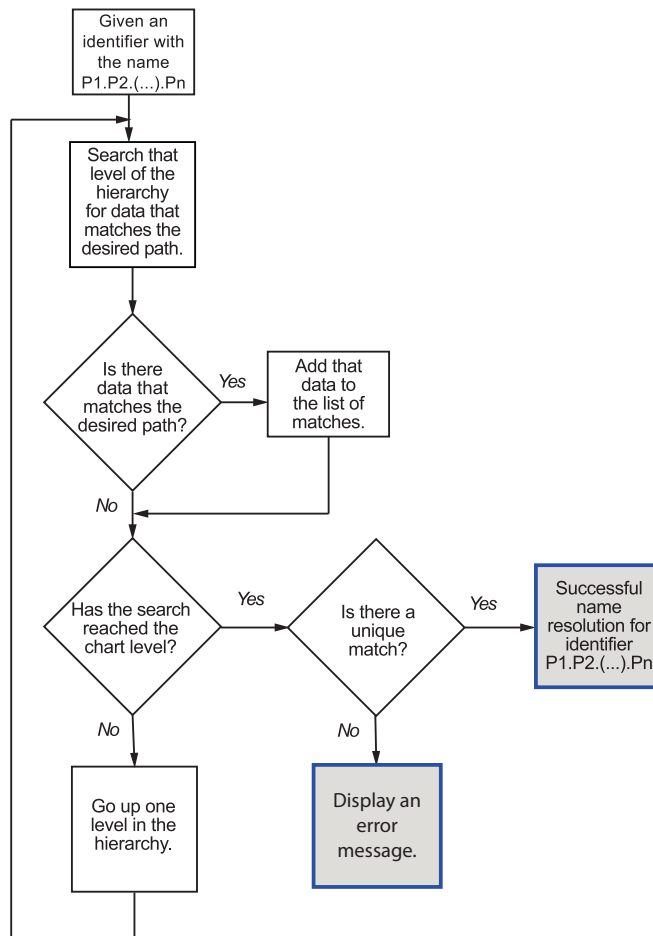 Given an
identifier with
the name
P1.P2.(...).Pn
Search that
level of the
hierarchy
for data that
matches the
desired path.
Is there
data that
matches the
desired path?
Yes
Add that
data to
the list of
matches.
No
Has the search
reached the
chart level?
Yes
Is there a
unique
match?
Yes
Successful
name
resolution for
identifier
P1.P2.(...).Pn
No
Go up one
level in the
hierarchy.
No
Display an
error
message.